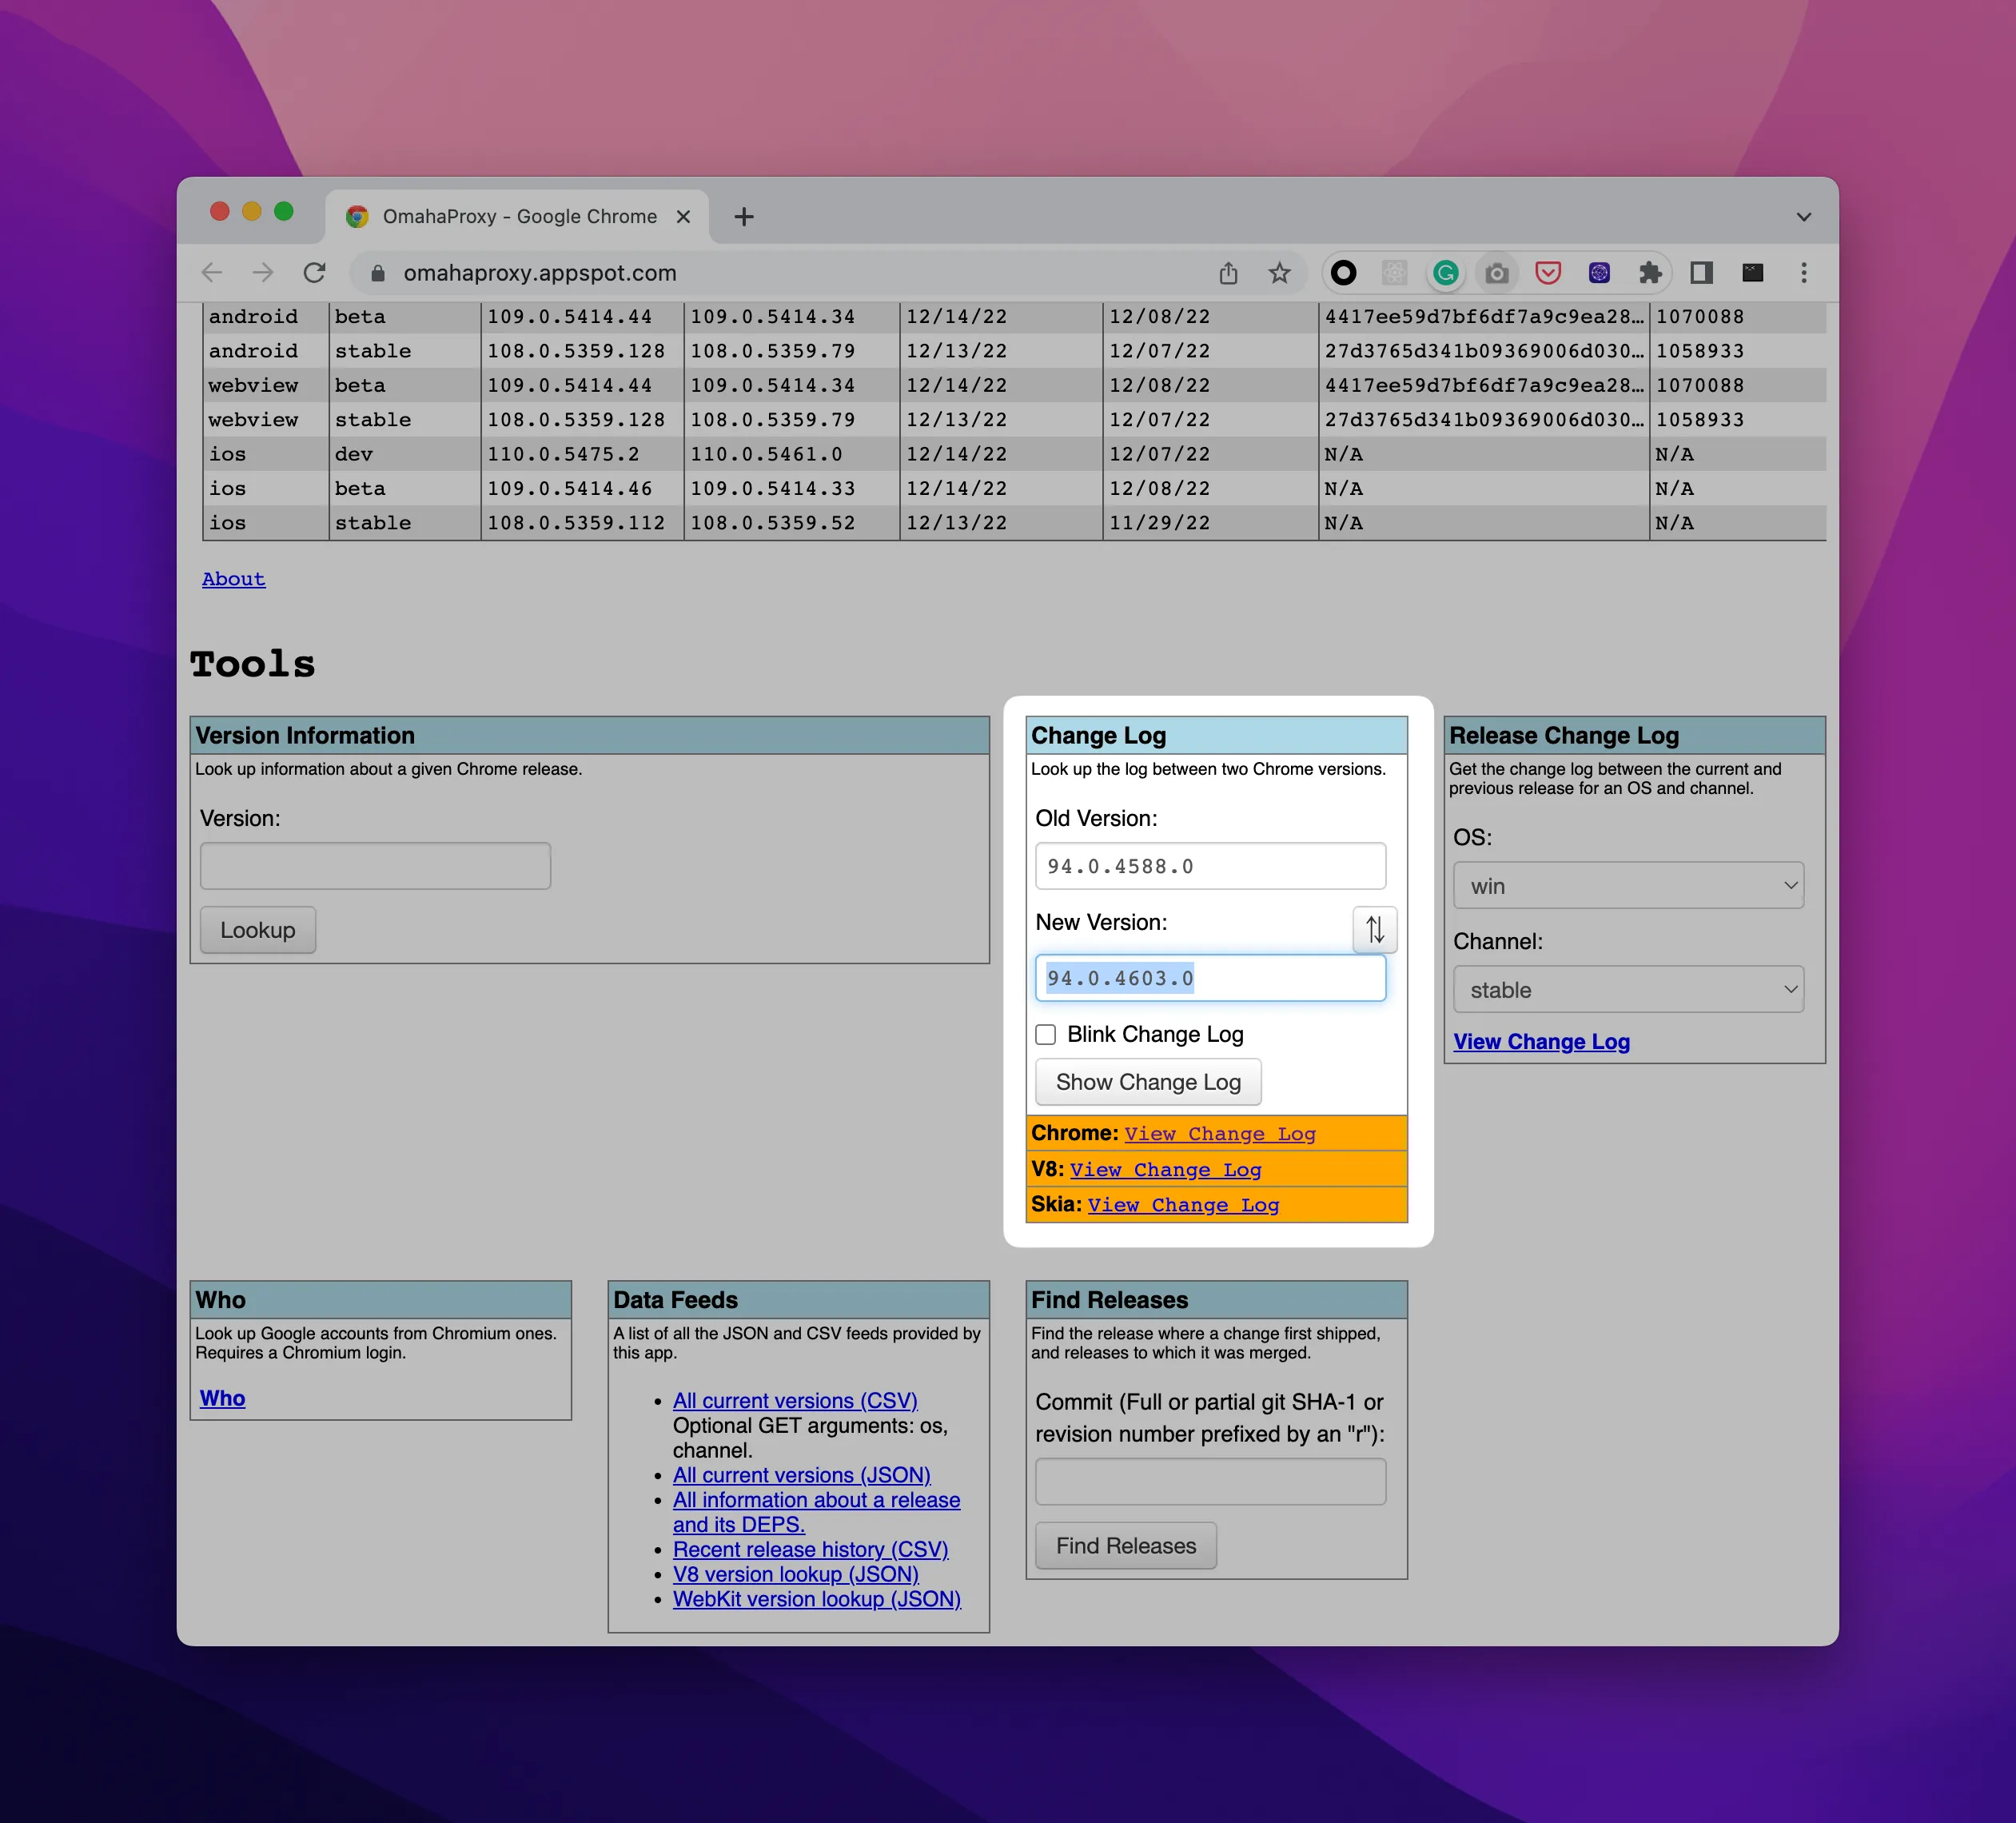 OmahaProxy - Google Chrome
omahaproxy.appspot.com
android beta 109.0.5414.44 109.0.5414.34 12/14/22 12/08/22 4417ee59d7bf6df7a9c9ea28… 1070088
android stable 108.0.5359.128 108.0.5359.79 12/13/22 12/07/22 27d3765d341b09369006d030… 1058933
webview beta 109.0.5414.44 109.0.5414.34 12/14/22 12/08/22 4417ee59d7bf6df7a9c9ea28… 1070088
webview stable 108.0.5359.128 108.0.5359.79 12/13/22 12/07/22 27d3765d341b09369006d030… 1058933
ios dev 110.0.5475.2 110.0.5461.0 12/14/22 12/07/22 N/A N/A
ios beta 109.0.5414.46 109.0.5414.33 12/14/22 12/08/22 N/A N/A
ios stable 108.0.5359.112 108.0.5359.52 12/13/22 11/29/22 N/A N/A
About
Tools
Version Information
Look up information about a given Chrome release.
Version:
Lookup
Change Log
Look up the log between two Chrome versions.
Old Version:
94.0.4588.0
New Version:
94.0.4603.0
Blink Change Log
Show Change Log
Chrome: View Change Log
V8: View Change Log
Skia: View Change Log
Release Change Log
Get the change log between the current and
previous release for an OS and channel.
OS:
win
Channel:
stable
View Change Log
Who
Look up Google accounts from Chromium ones.
Requires a Chromium login.
Who
Data Feeds
A list of all the JSON and CSV feeds provided by
this app.
All current versions (CSV)
Optional GET arguments: os,
channel.
All current versions (JSON)
All information about a release
and its DEPS.
Recent release history (CSV)
V8 version lookup (JSON)
WebKit version lookup (JSON)
Find Releases
Find the release where a change first shipped,
and releases to which it was merged.
Commit (Full or partial git SHA-1 or
revision number prefixed by an "r"):
Find Releases